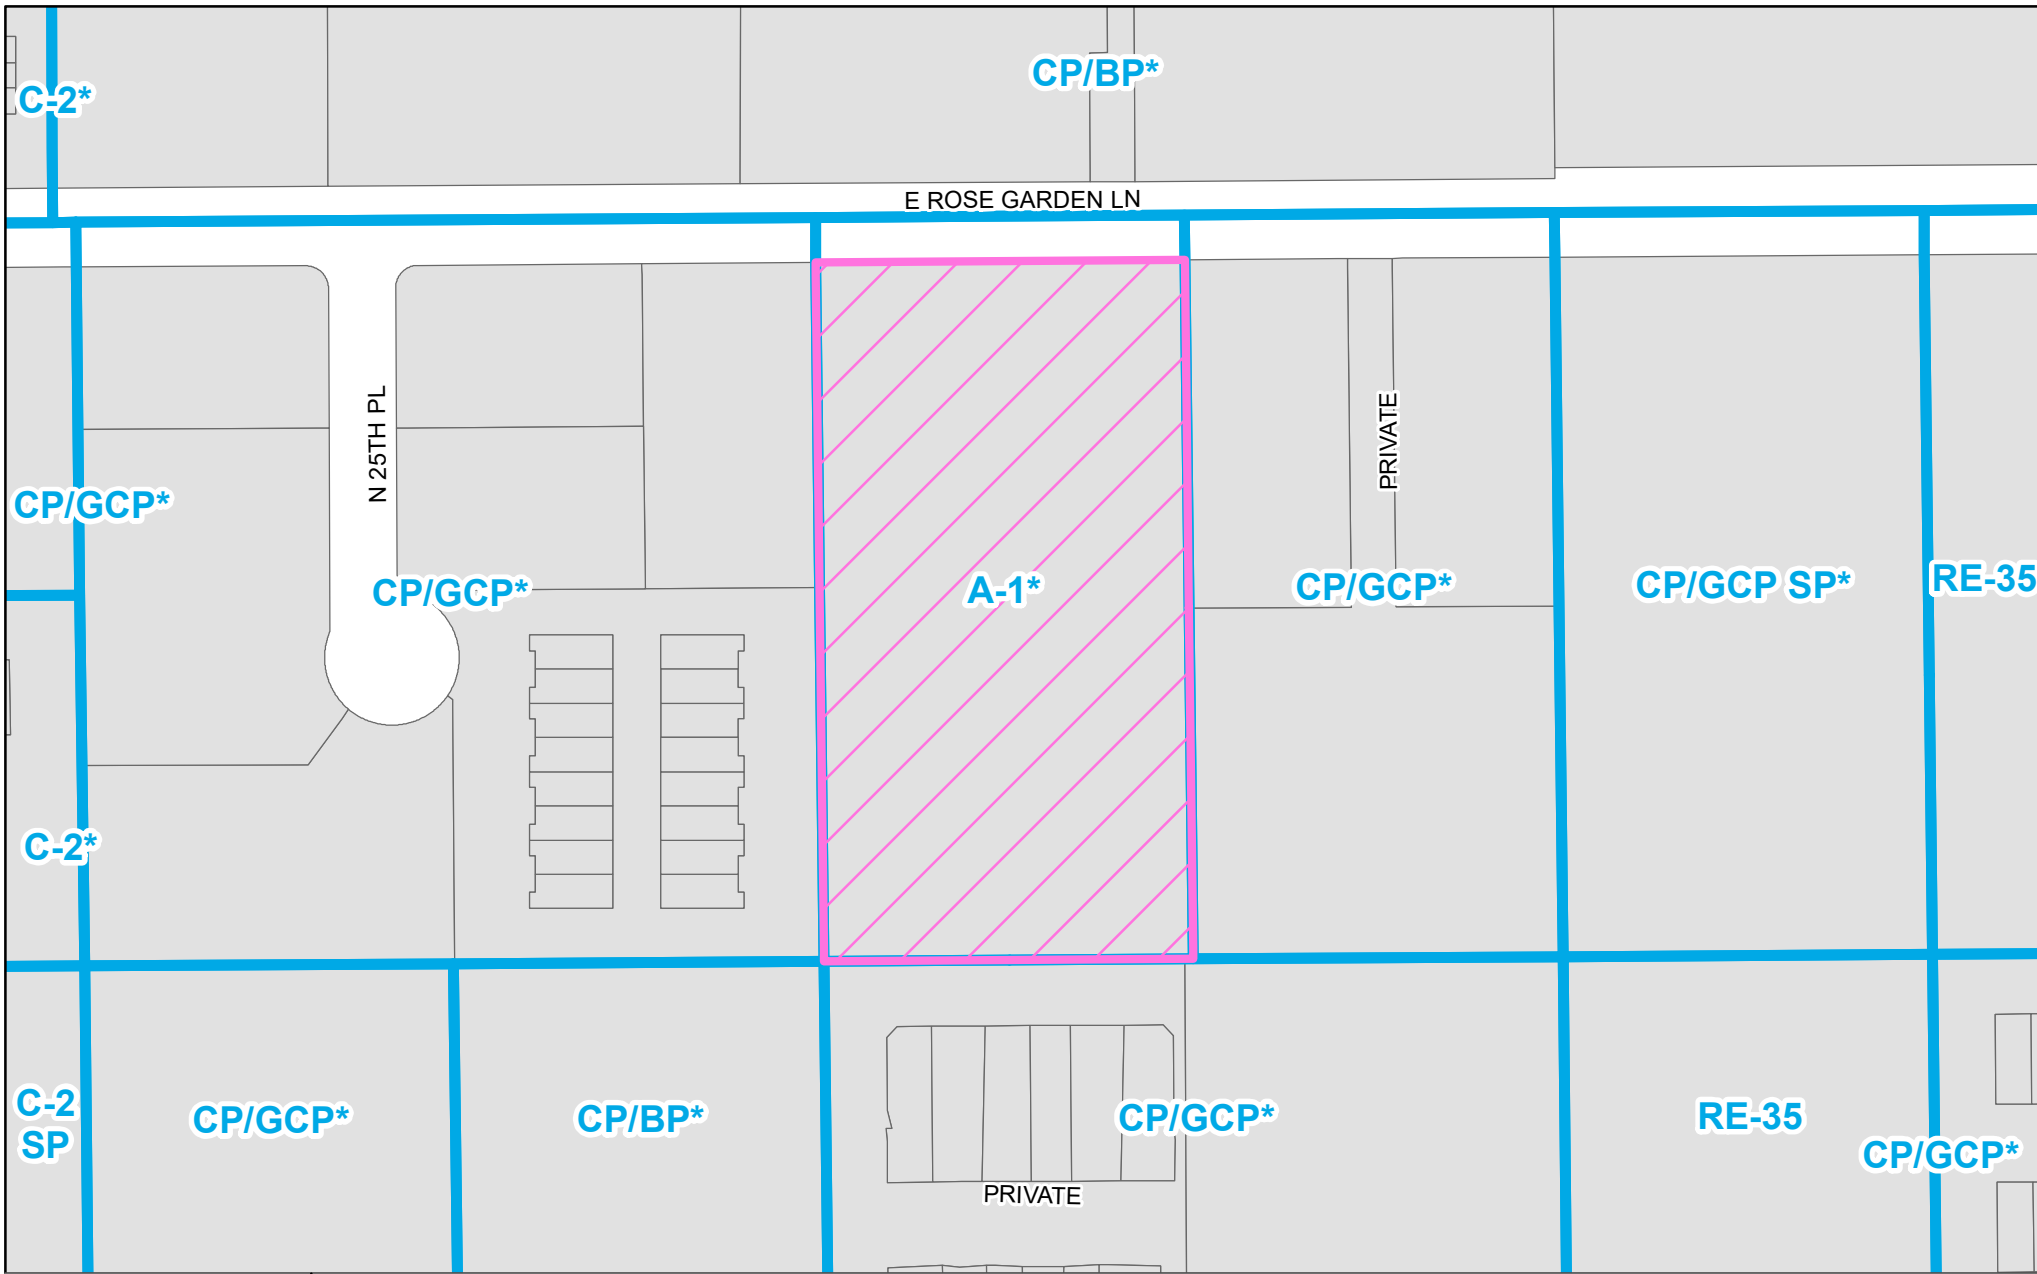 CP/BP*
C-2*
E ROSE GARDEN LN
N 25TH PL
PRIVATE
CP/GCP*
CP/GCP*
A-1*
CP/GCP*
CP/GCP SP*
RE-35
C-2*
C-2
SP
CP/GCP*
CP/BP*
CP/GCP*
RE-35
CP/GCP*
PRIVATE